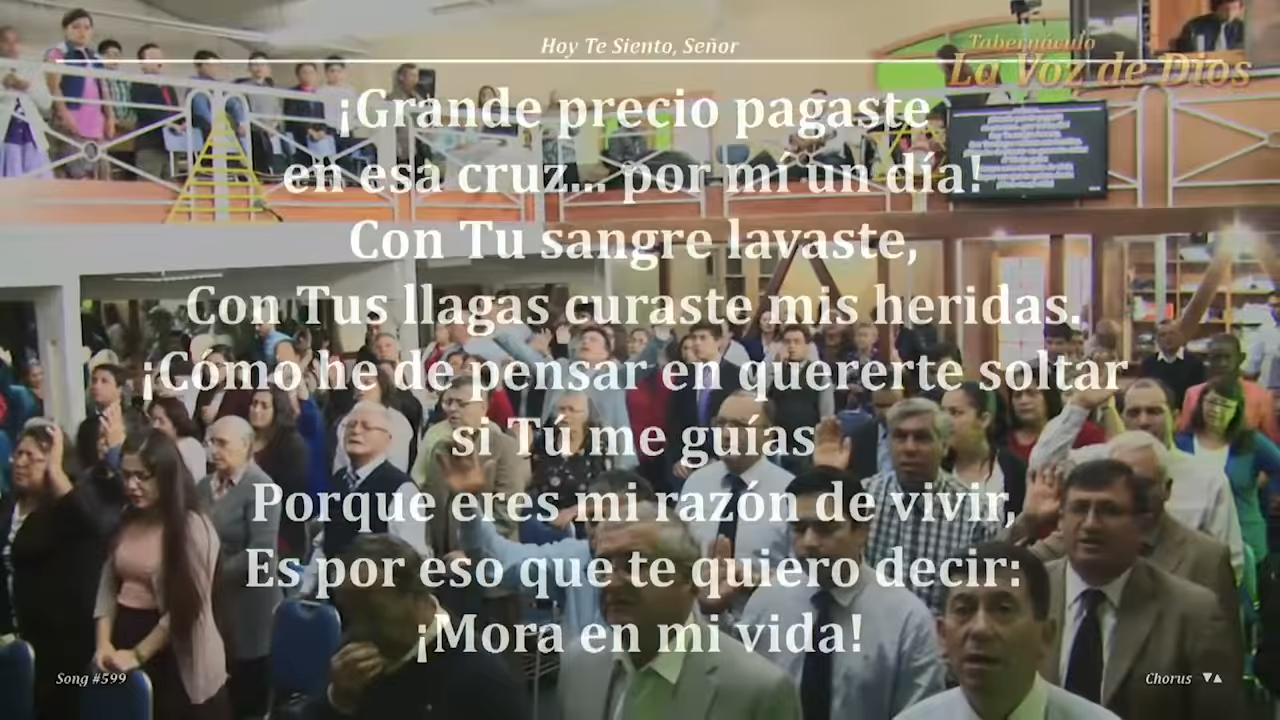 Hoy Te Siento, Señor
Tabernáculo
La Voz de Dios
¡Grande precio pagaste
en esa cruz... por mí un día!
Con Tu sangre lavaste,
Con Tus llagas curaste mis heridas.
¡Cómo he de pensar en quererte soltar
si Tú me guías
Porque eres mi razón de vivir,
Es por eso que te quiero decir:
¡Mora en mi vida!
Song #599
Chorus ▼▲